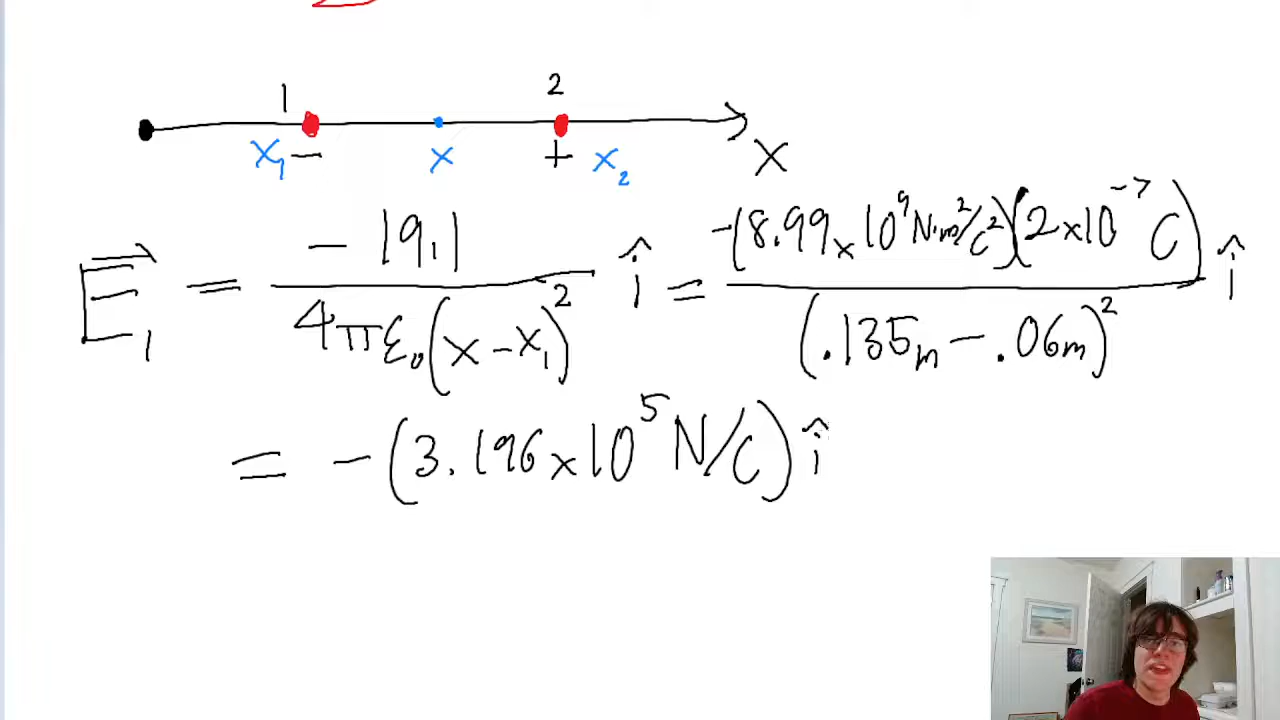 1 2
x₁ − x + x₂ X
E⃗₁ = −|q₁| / 4πε₀(x−x₁)² î = −(8.99×10⁹ N·m²/C²)(2×10⁻⁷ C) / (.135m − .06m)² î
= −(3.196×10⁵ N/C) î